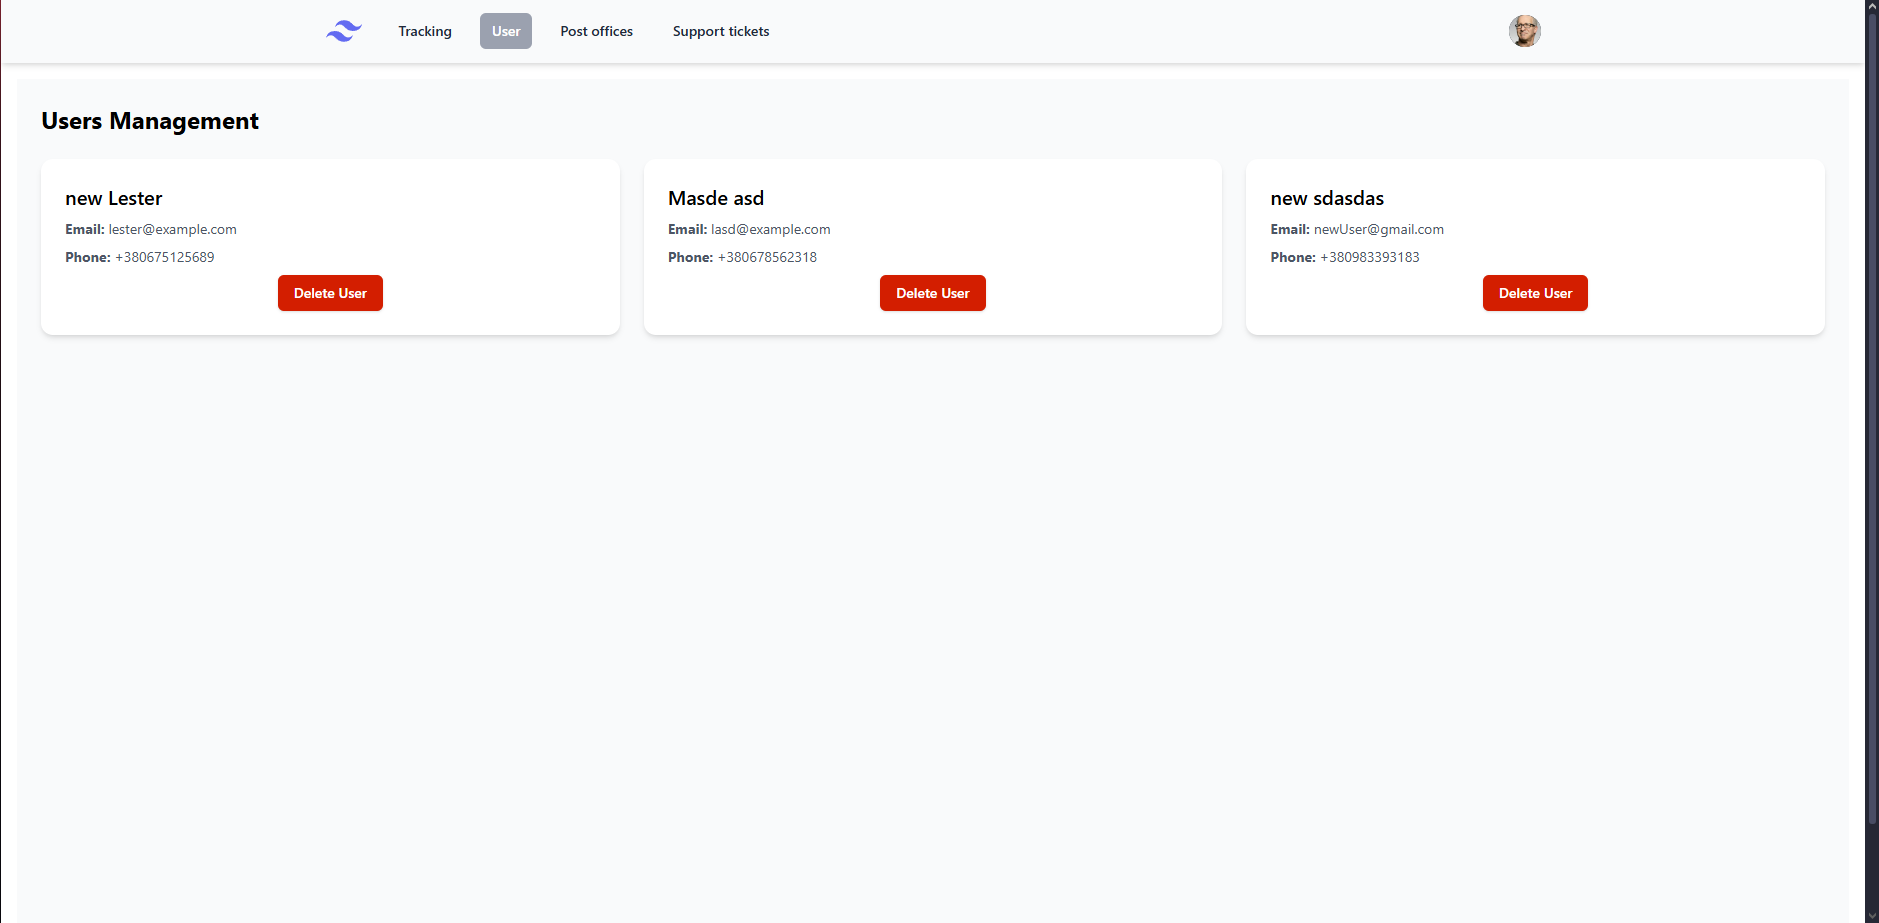 Tracking User Post offices Support tickets
Users Management
new Lester
Email: lester@example.com
Phone: +380675125689
Delete User
Masde asd
Email: lasd@example.com
Phone: +380678562318
Delete User
new sdasdas
Email: newUser@gmail.com
Phone: +380983393183
Delete User